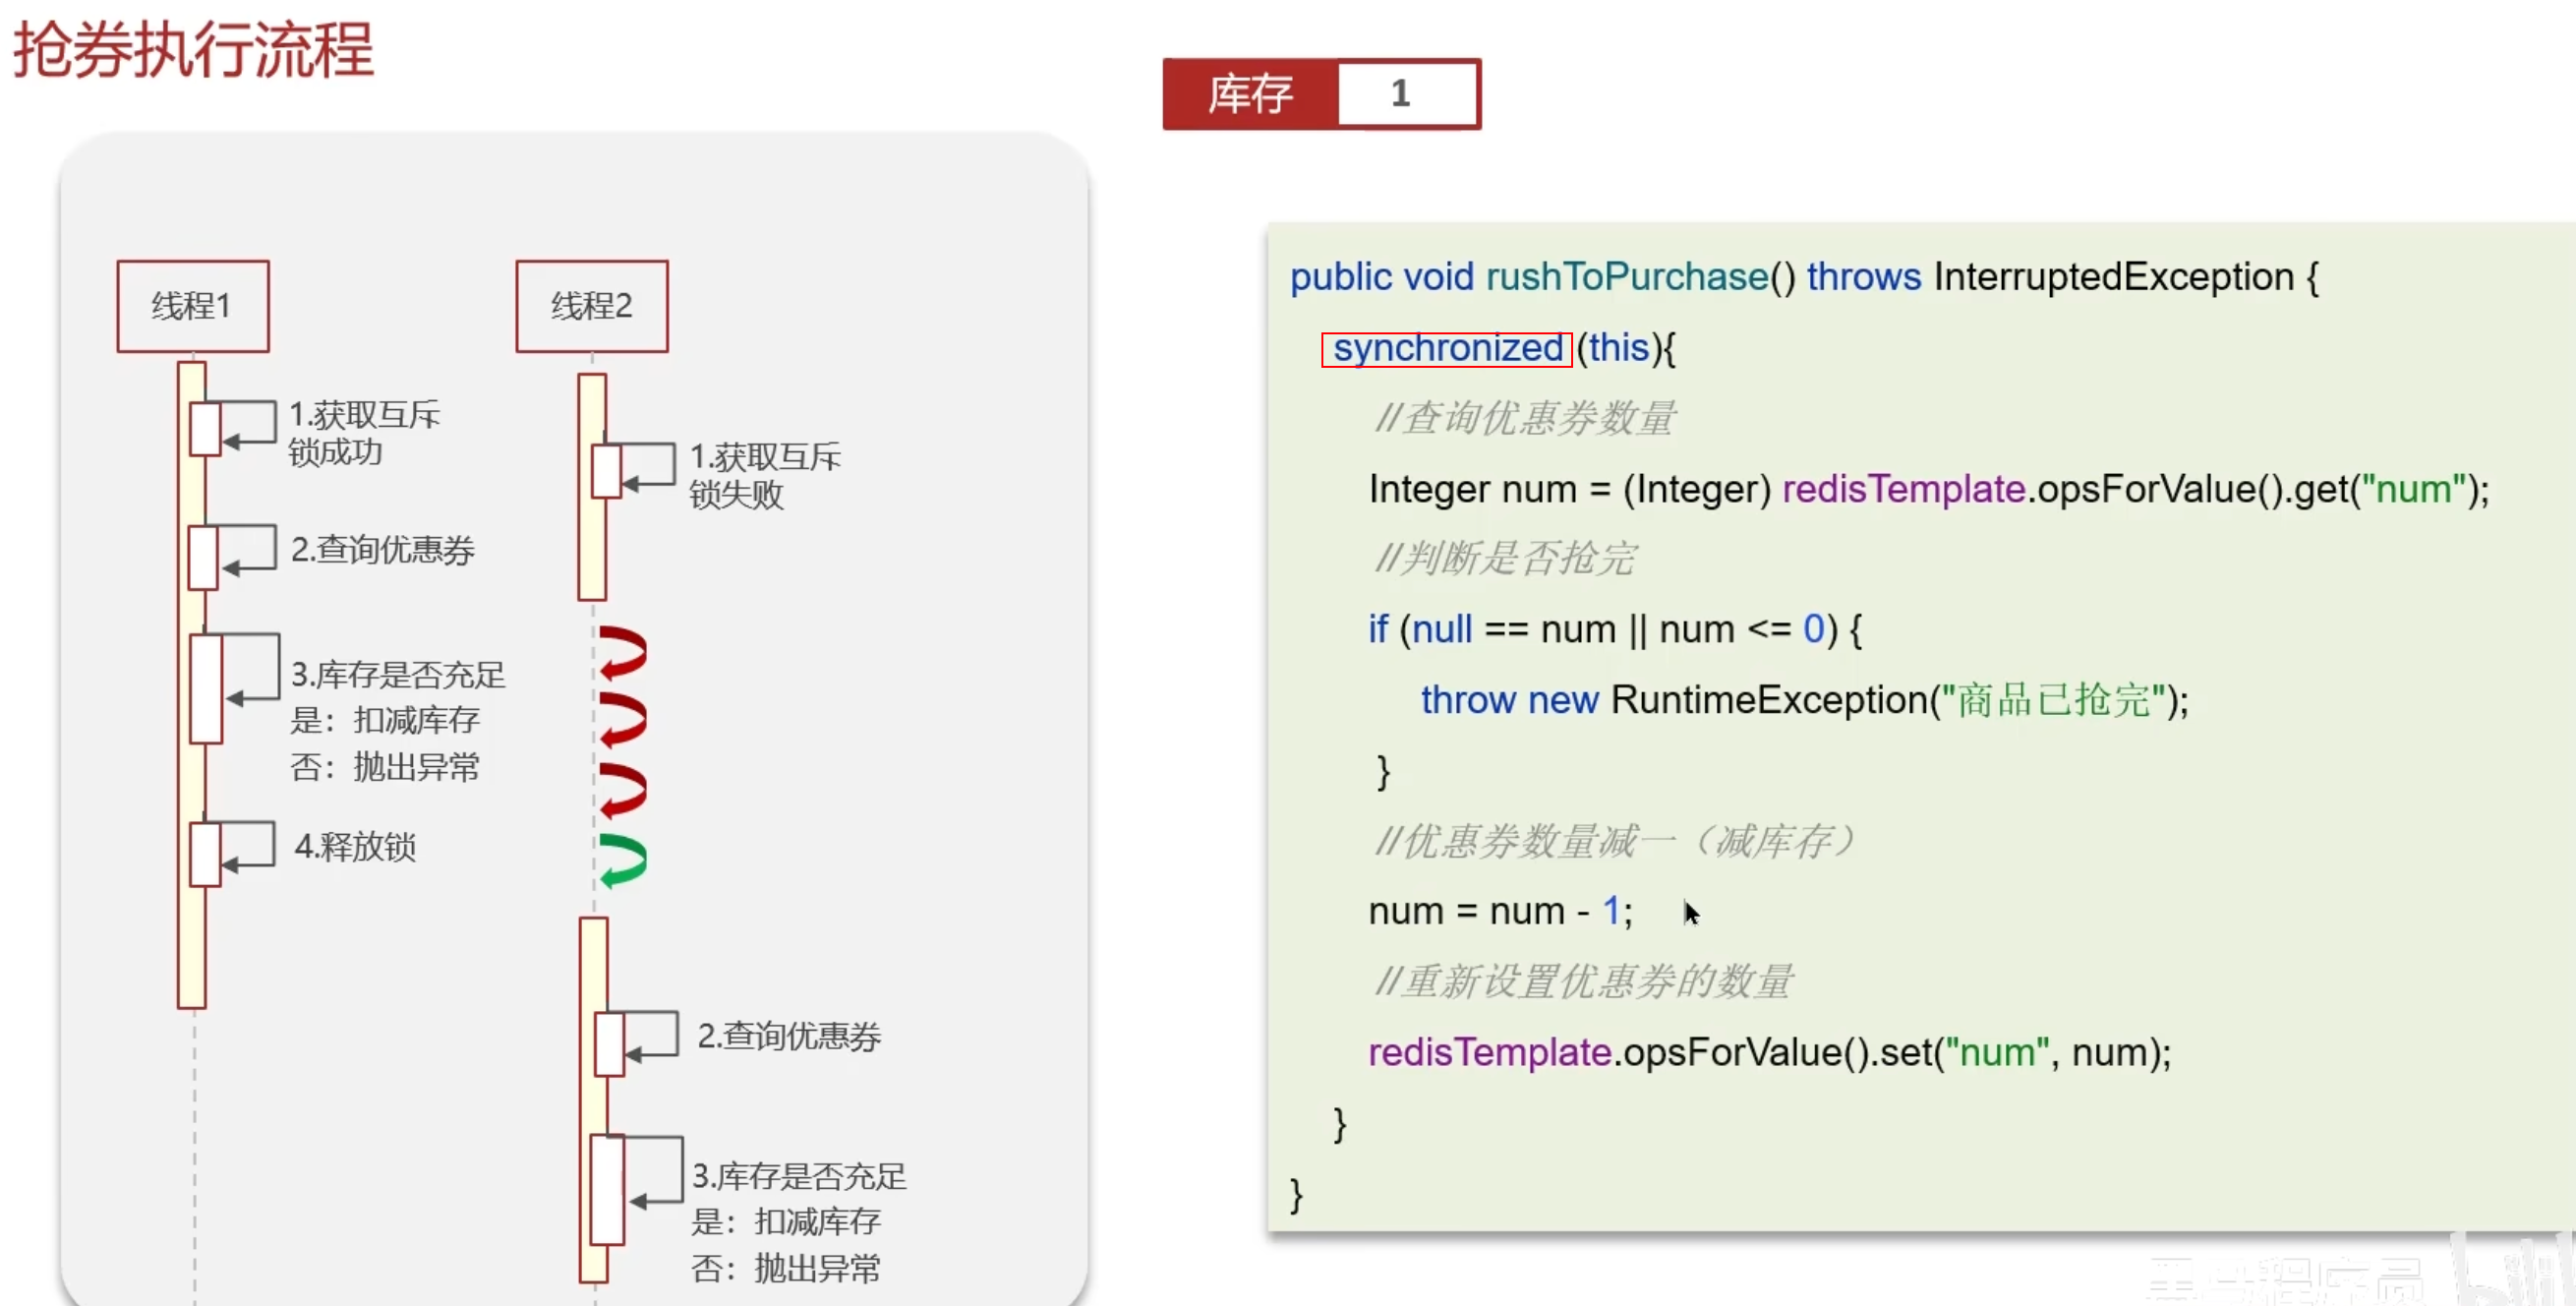 抢券执行流程
库存 1
线程1
线程2
1.获取互斥
锁成功
1.获取互斥
锁失败
2.查询优惠券
3.库存是否充足
是：扣减库存
否：抛出异常
4.释放锁
2.查询优惠券
3.库存是否充足
是：扣减库存
否：抛出异常
public void rushToPurchase() throws InterruptedException {
synchronized (this){
//查询优惠券数量
Integer num = (Integer) redisTemplate.opsForValue().get("num");
//判断是否抢完
if (null == num || num <= 0) {
throw new RuntimeException("商品已抢完");
}
//优惠券数量减一（减库存）
num = num - 1;
//重新设置优惠券的数量
redisTemplate.opsForValue().set("num", num);
}
}
黑马程序员